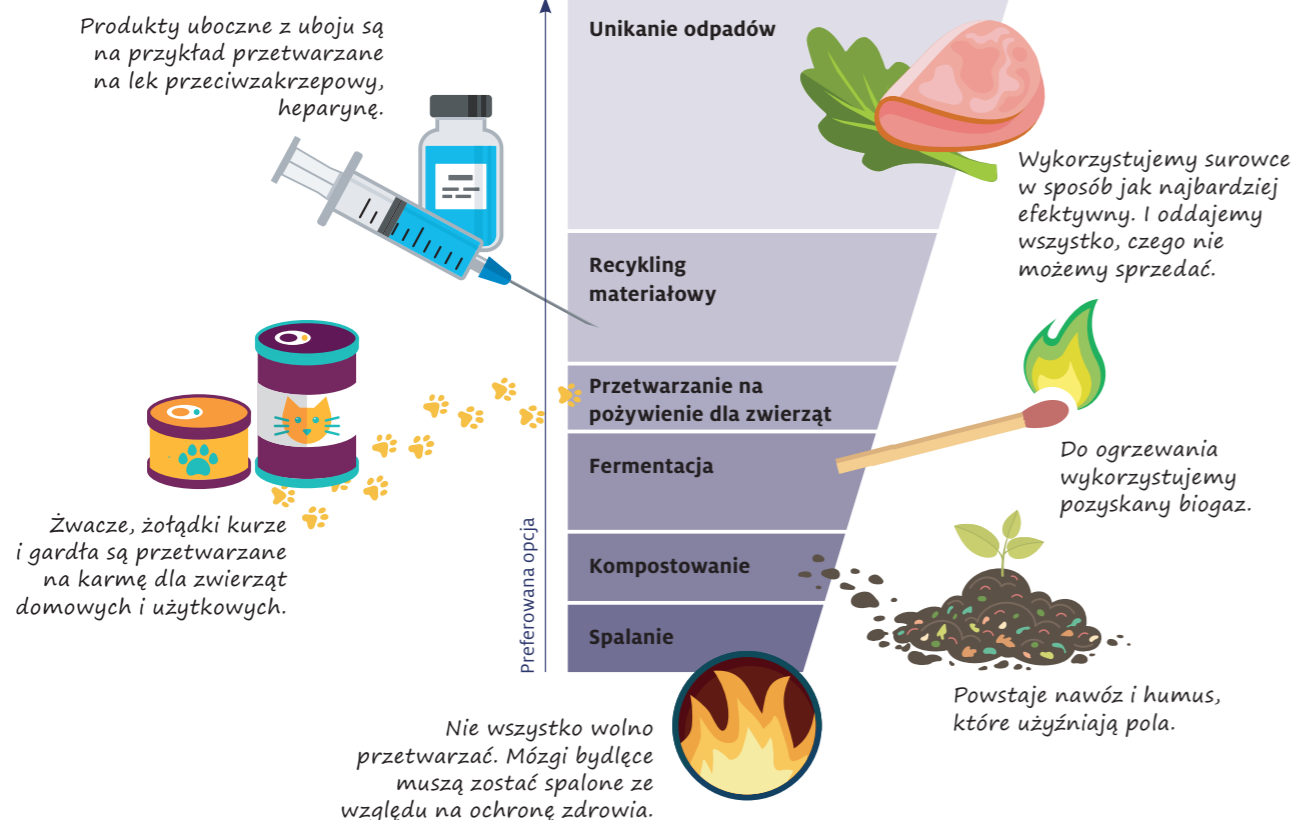 Produkty uboczne z uboju są
na przykład przetwarzane
na lek przeciwzakrzepowy,
heparynę.
Unikanie odpadów
Wykorzystujemy surowce
w sposób jak najbardziej
efektywny. I oddajemy
wszystko, czego nie
możemy sprzedać.
Recykling
materiałowy
Przetwarzanie na
pożywienie dla zwierząt
Żwacze, żołądki kurze
i gardła są przetwarzane
na karmę dla zwierząt
domowych i użytkowych.
Fermentacja
Do ogrzewania
wykorzystujemy
pozyskany biogaz.
Kompostowanie
Powstaje nawóz i humus,
które użyźniają pola.
Spalanie
Nie wszystko wolno
przetwarzać. Mózgi bydlęce
muszą zostać spalone ze
względu na ochronę zdrowia.
Preferowana opcja